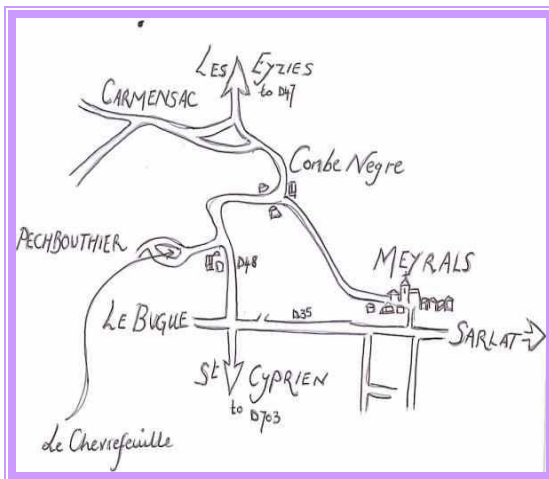 LES EYZIES
to D47
CARMENSAC
Combe Negre
PECHBOUTHIER
D48
MEYRALS
LE BUGUE
D35
SARLAT
St CYPRIEN
to D703
Le Chevrefeuille